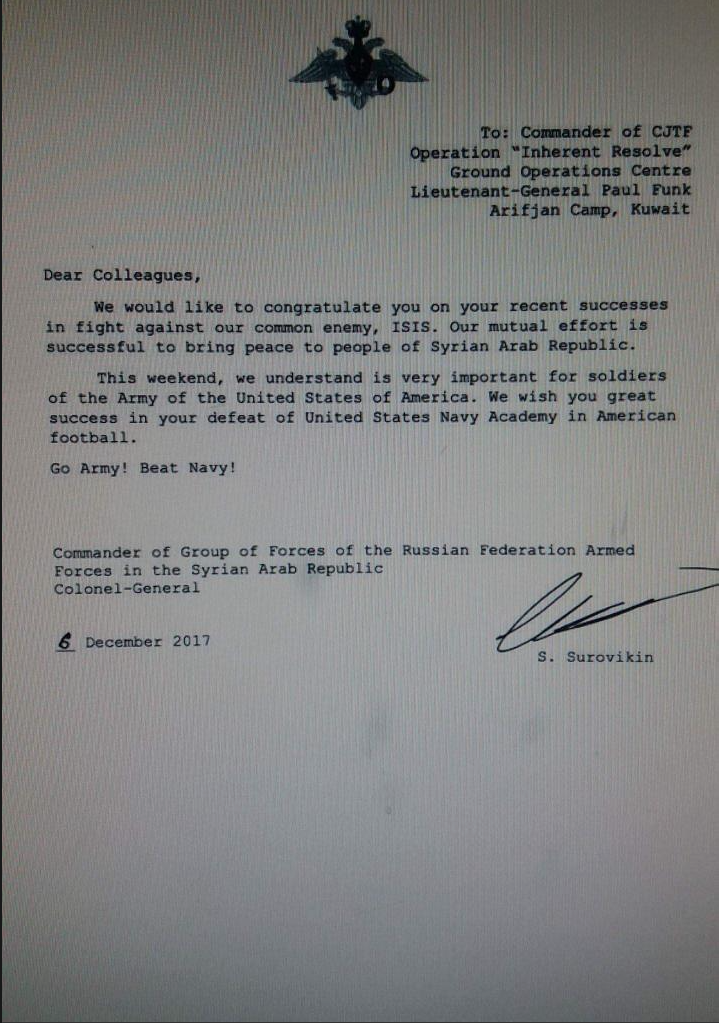 To: Commander of CJTF
Operation “Inherent Resolve”
Ground Operations Centre
Lieutenant-General Paul Funk
Arifjan Camp, Kuwait
Dear Colleagues,
We would like to congratulate you on your recent successes
in fight against our common enemy, ISIS. Our mutual effort is
successful to bring peace to people of Syrian Arab Republic.
This weekend, we understand is very important for soldiers
of the Army of the United States of America. We wish you great
success in your defeat of United States Navy Academy in American
football.
Go Army! Beat Navy!
Commander of Group of Forces of the Russian Federation Armed
Forces in the Syrian Arab Republic
Colonel-General
6 December 2017
S. Surovikin